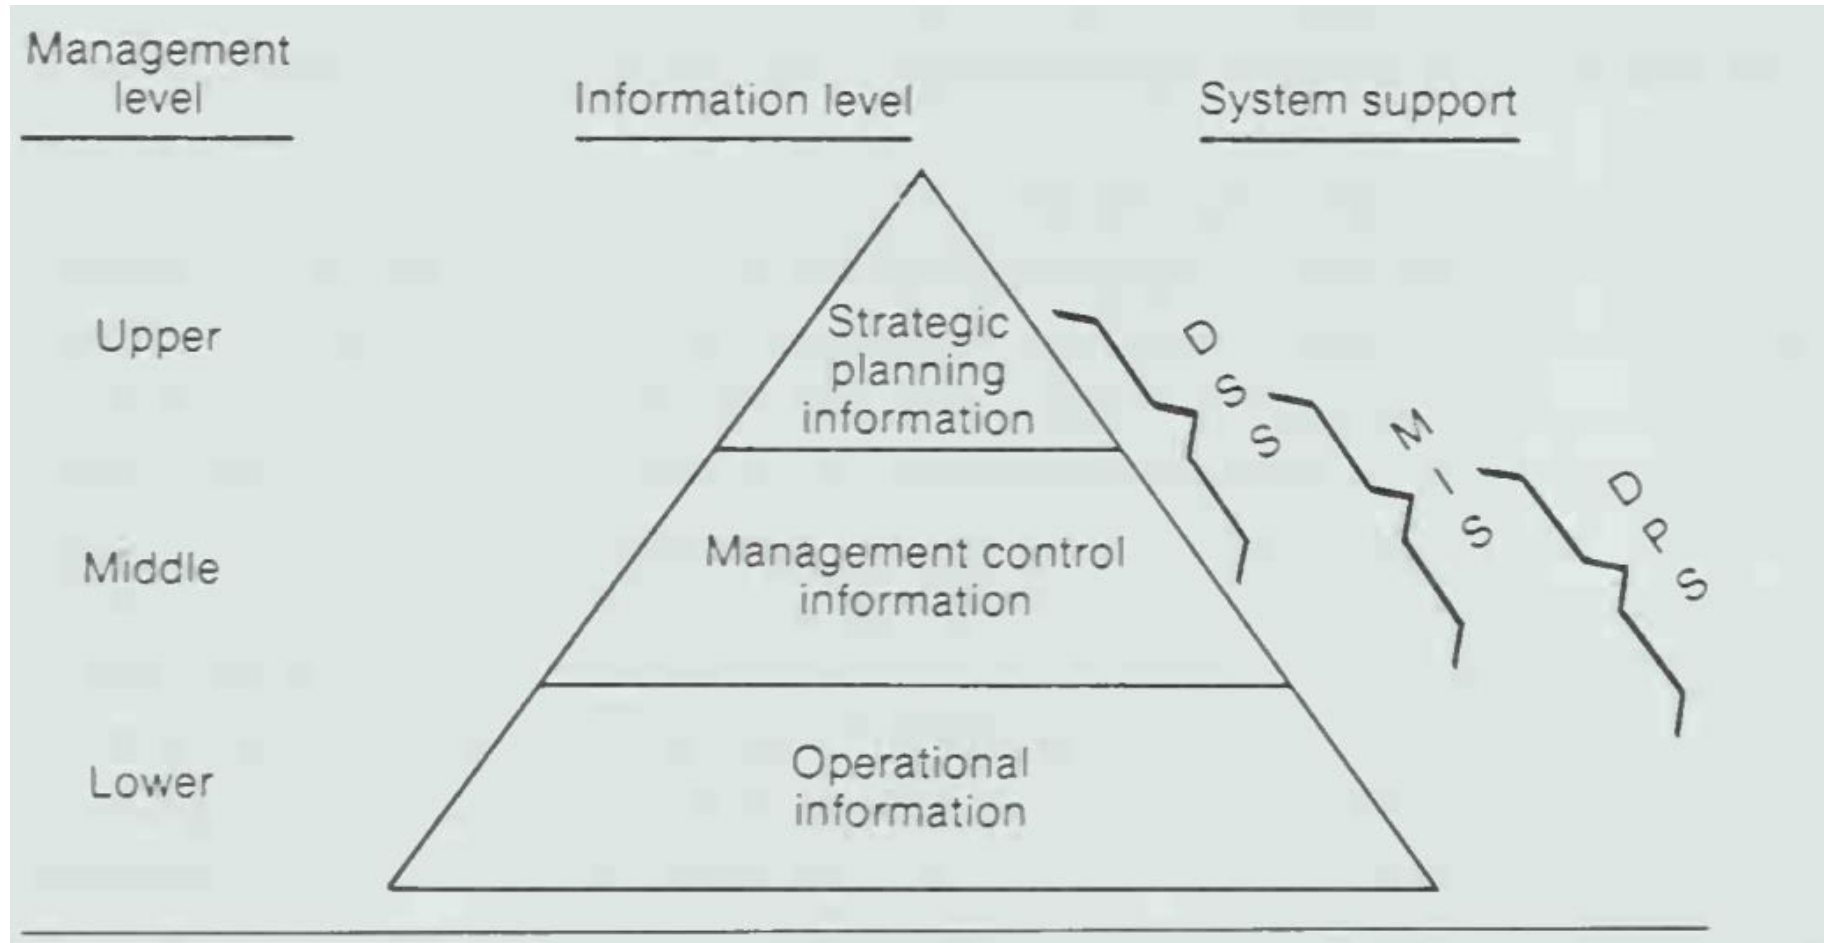 Management
level
Information level
System support
Upper
Strategic
planning
information
DSS
MIS
DPS
Middle
Management control
information
Lower
Operational
information